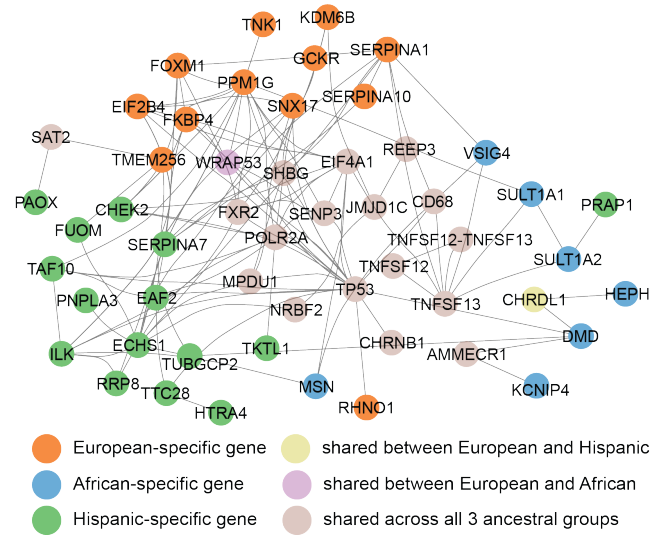 KDM6B
TNK1
SERPINA1
GCKR
FOXM1
PPM1G
SERPINA10
EIF2B4
SNX17
FKBP4
SAT2
REEP3
VSIG4
TMEM256
WRAP53
EIF4A1
SHBG
SULT1A1
PAOX
CHEK2
FXR2
SENP3
JMJD1C
CD68
PRAP1
FUOM
SERPINA7
POLR2A
TNFSF12-TNFSF13
SULT1A2
TAF10
TNFSF12
MPDU1
TP53
PNPLA3
EAF2
NRBF2
TNFSF13
CHRDL1
HEPH
ILK
ECHS1
TUBGCP2
TKTL1
CHRNB1
AMMECR1
DMD
RRP8
TTC28
MSN
KCNIP4
HTRA4
RHNO1
European-specific gene
shared between European and Hispanic
African-specific gene
shared between European and African
Hispanic-specific gene
shared across all 3 ancestral groups